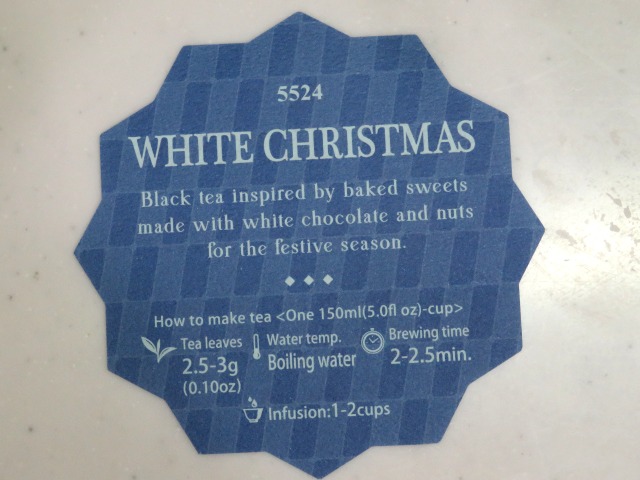 5524
WHITE CHRISTMAS
Black tea inspired by baked sweets
made with white chocolate and nuts
for the festive season.
How to make tea <One 150ml(5.0fl oz)-cup>
Tea leaves
2.5-3g
(0.10oz)
Water temp.
Boiling water
Brewing time
2-2.5min.
Infusion:1-2cups